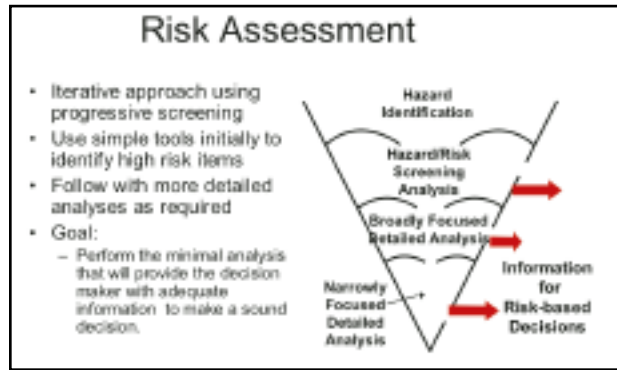 Risk Assessment
• Iterative approach using
progressive screening
• Use simple tools initially to
identify high risk items
• Follow with more detailed
analyses as required
• Goal:
– Perform the minimal analysis
that will provide the decision
maker with adequate
information to make a sound
decision.
Hazard
Identification
Hazard/Risk
Screening
Analysis
Broadly Focused
Detailed Analysis
Narrowly
Focused
Detailed
Analysis
Information
for
Risk-based
Decisions